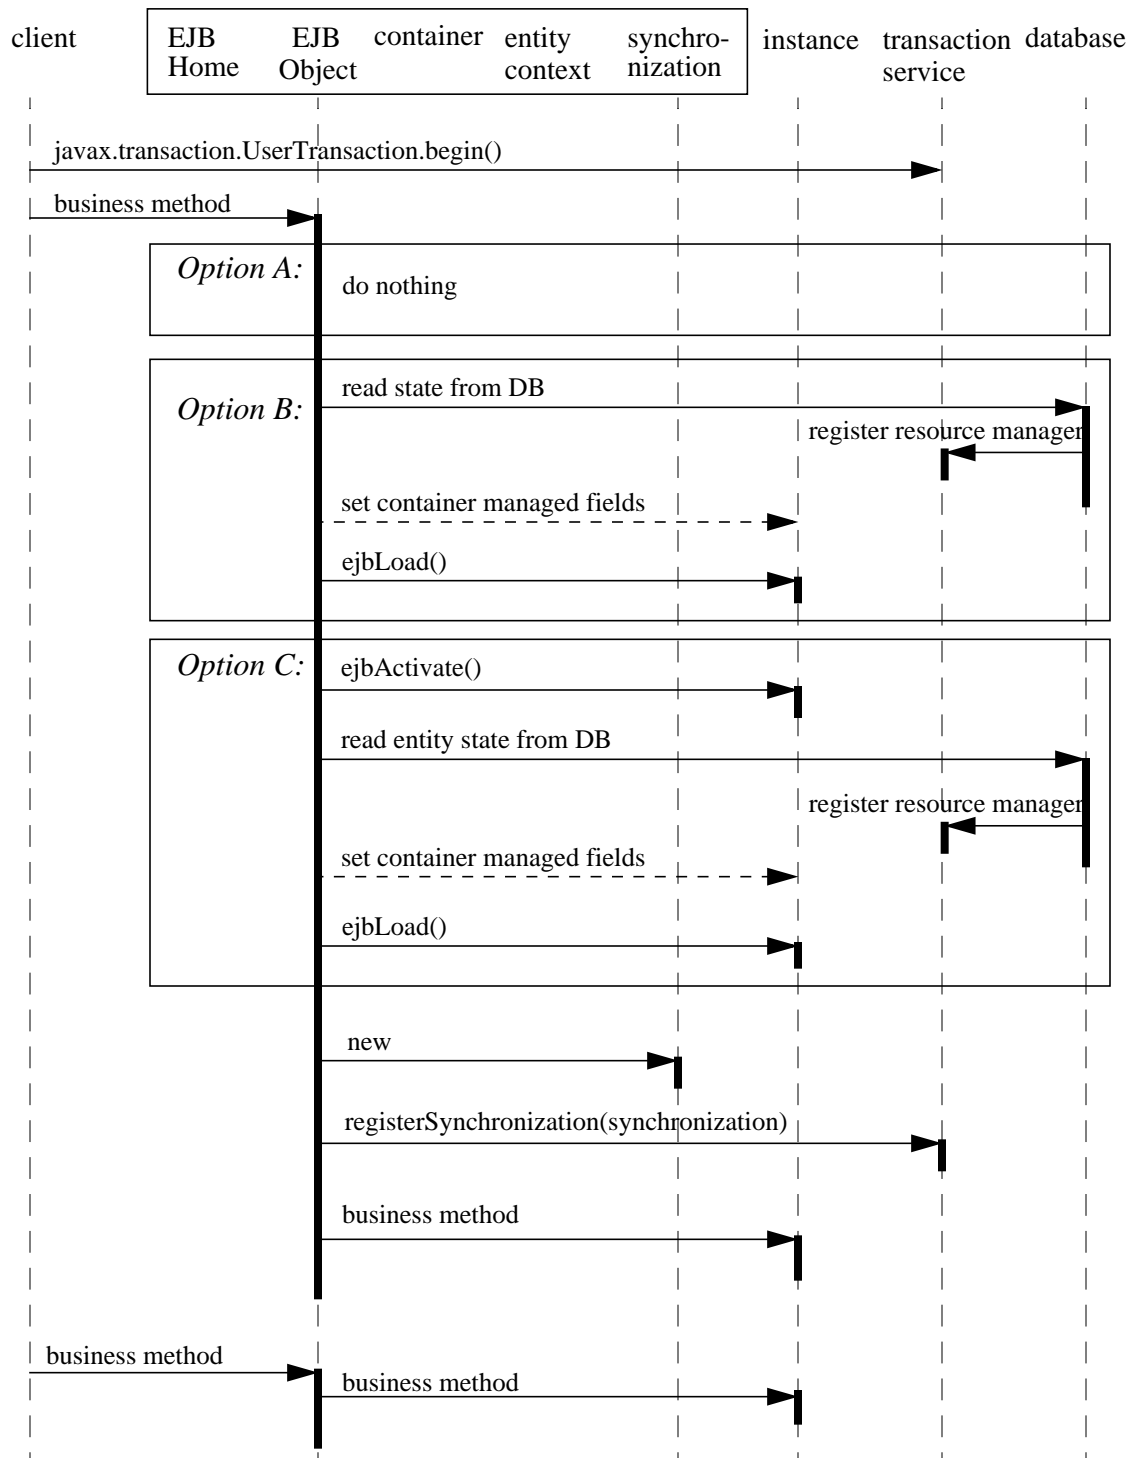 client
EJB
Home
EJB
Object
container
entity
context
synchro-
nization
instance
transaction
service
database
javax.transaction.UserTransaction.begin()
business method
Option A:
do nothing
Option B:
read state from DB
register resource manager
set container managed fields
ejbLoad()
Option C:
ejbActivate()
read entity state from DB
register resource manager
set container managed fields
ejbLoad()
new
registerSynchronization(synchronization)
business method
business method
business method